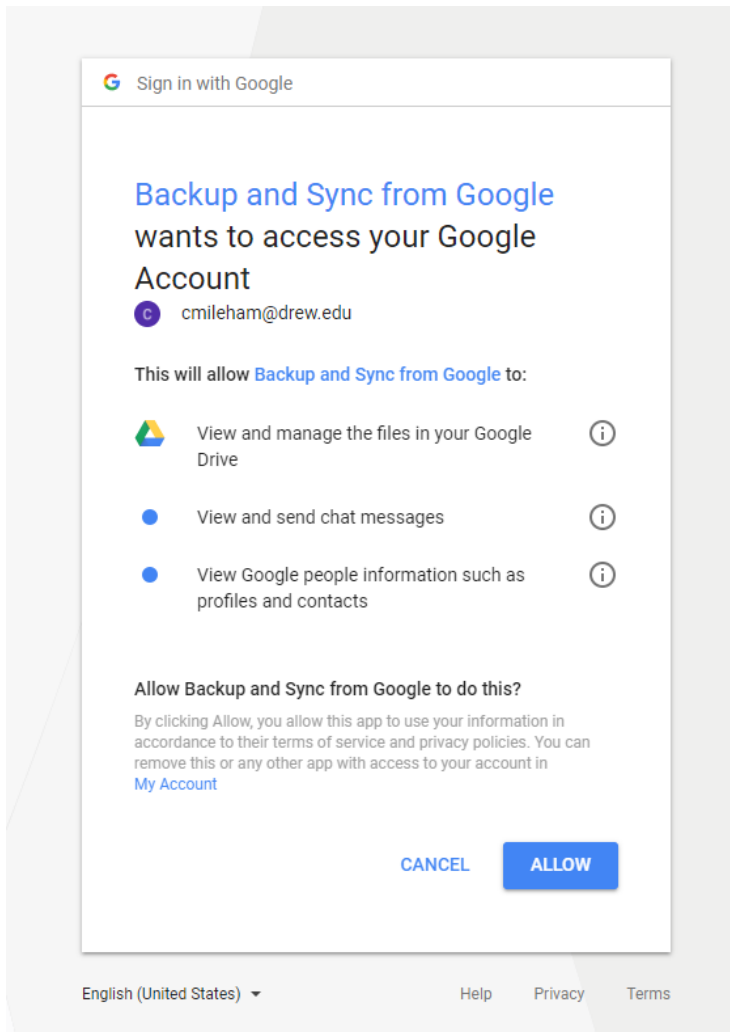 Sign in with Google
Backup and Sync from Google
wants to access your Google
Account
C
cmileham@drew.edu
This will allow Backup and Sync from Google to:
View and manage the files in your Google
Drive
View and send chat messages
View Google people information such as
profiles and contacts
Allow Backup and Sync from Google to do this?
By clicking Allow, you allow this app to use your information in
accordance to their terms of service and privacy policies. You can
remove this or any other app with access to your account in
My Account
CANCEL ALLOW
English (United States) Help Privacy Terms